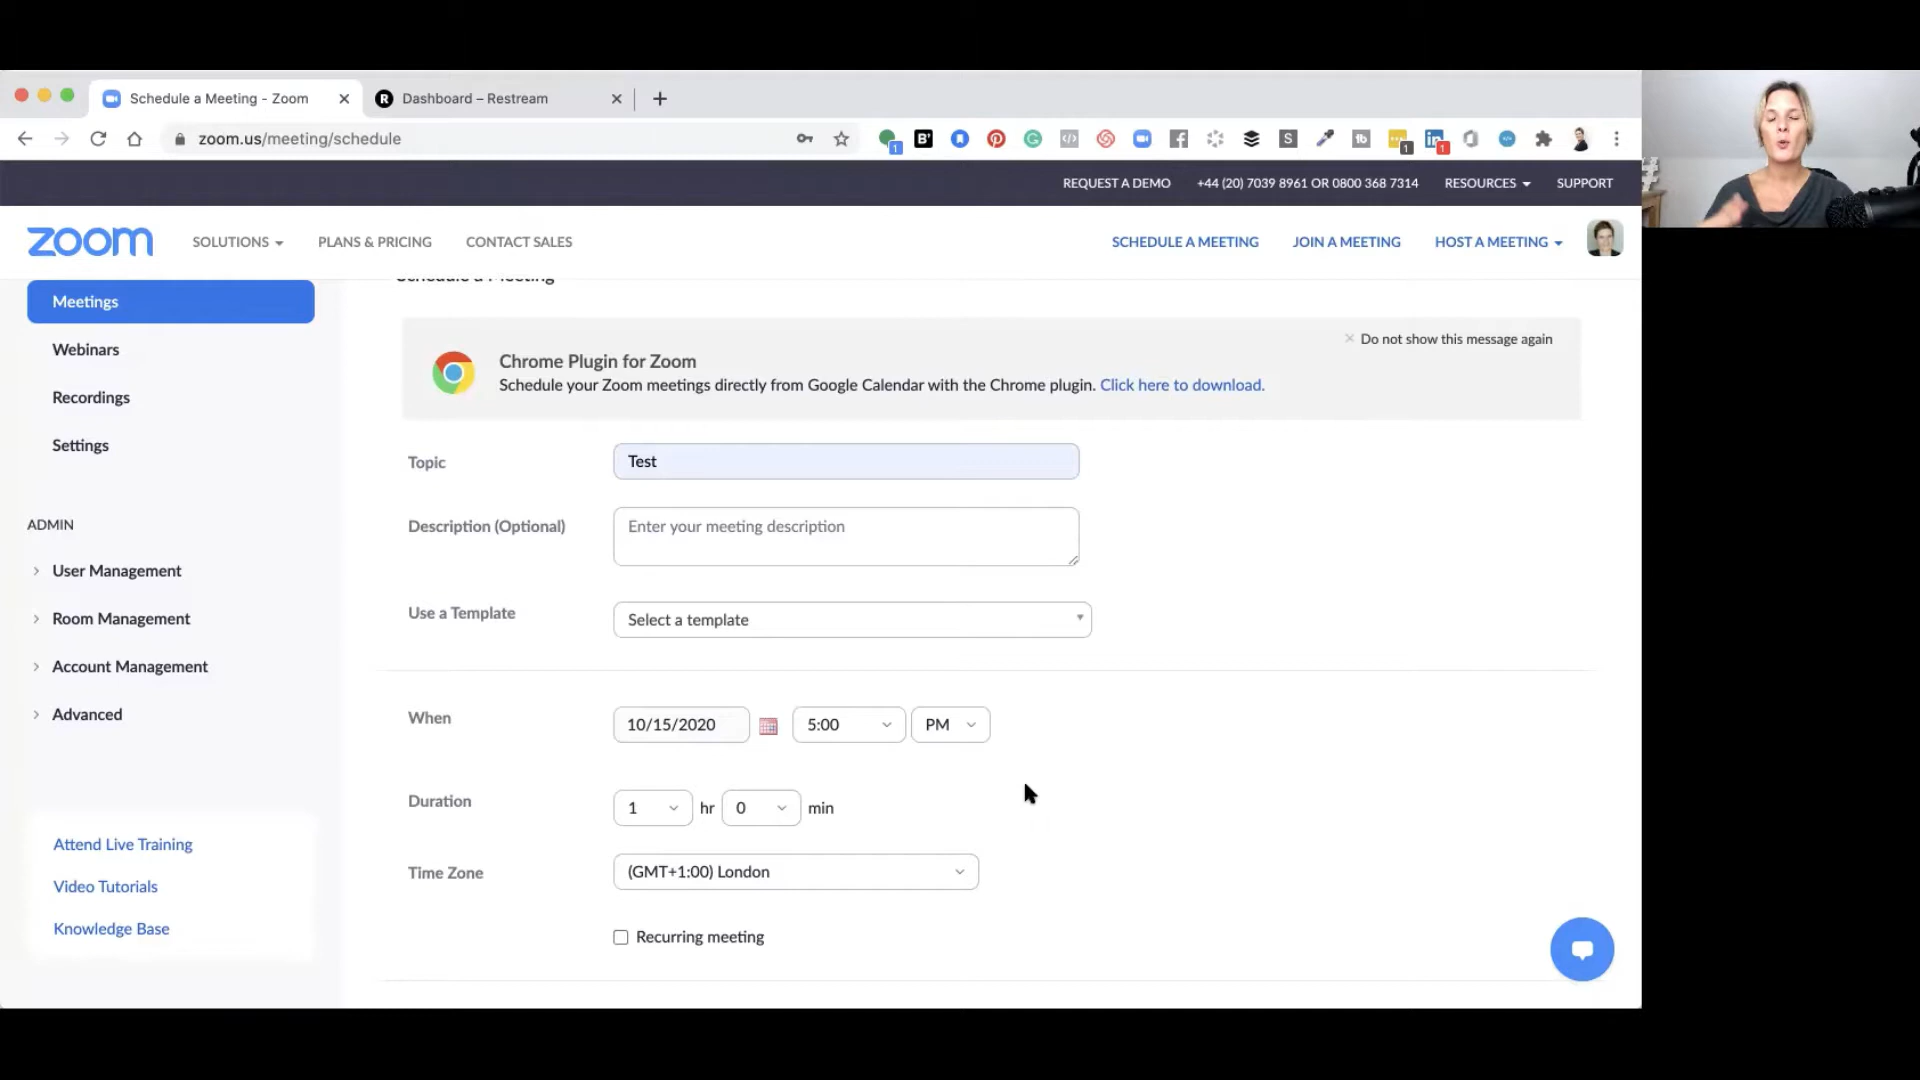 Schedule a Meeting - Zoom
Dashboard – Restream
zoom.us/meeting/schedule
REQUEST A DEMO +44 (20) 7039 8961 OR 0800 368 7314 RESOURCES SUPPORT
zoom SOLUTIONS PLANS & PRICING CONTACT SALES SCHEDULE A MEETING JOIN A MEETING HOST A MEETING
Schedule a Meeting
Meetings
Webinars
Recordings
Settings
ADMIN
User Management
Room Management
Account Management
Advanced
Attend Live Training
Video Tutorials
Knowledge Base
Do not show this message again
Chrome Plugin for Zoom
Schedule your Zoom meetings directly from Google Calendar with the Chrome plugin. Click here to download.
Topic Test
Description (Optional) Enter your meeting description
Use a Template Select a template
When 10/15/2020 5:00 PM
Duration 1 hr 0 min
Time Zone (GMT+1:00) London
Recurring meeting